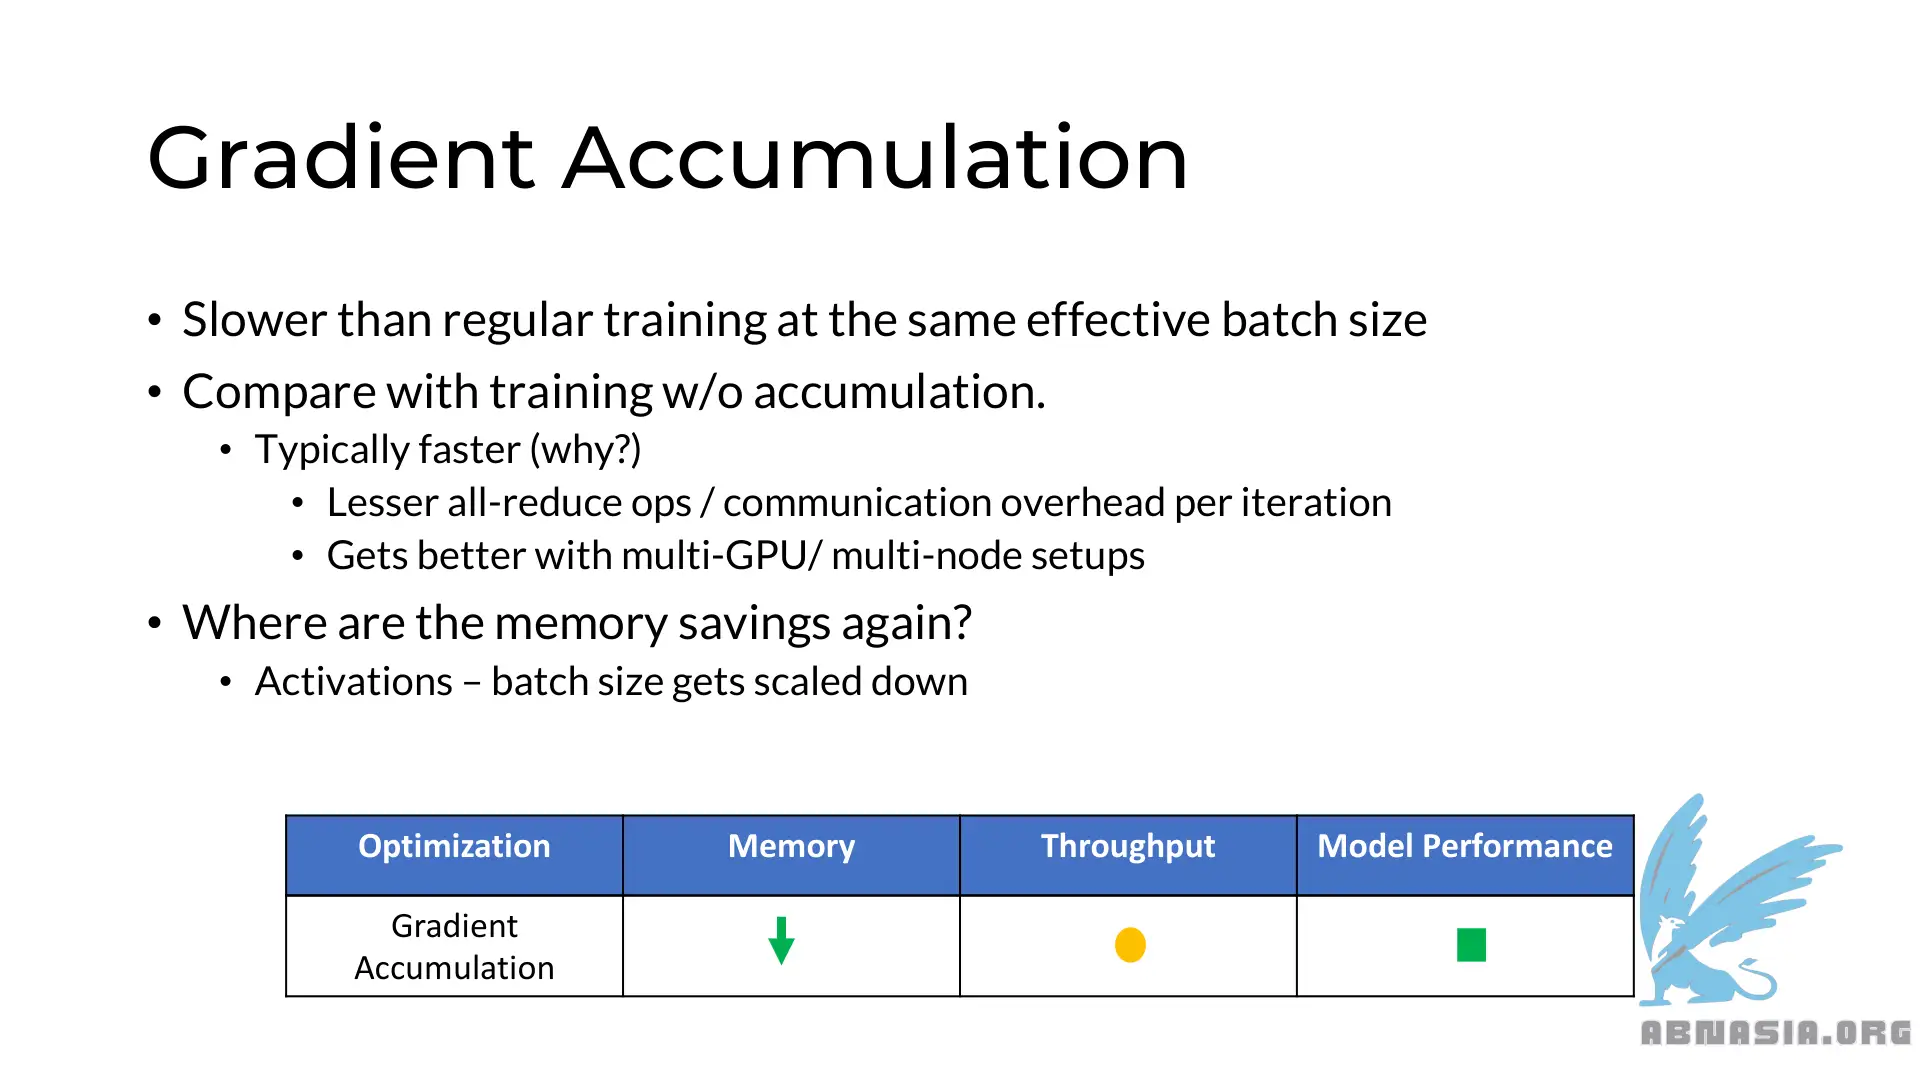 Gradient Accumulation
• Slower than regular training at the same effective batch size
• Compare with training w/o accumulation.
• Typically faster (why?)
• Lesser all-reduce ops / communication overhead per iteration
• Gets better with multi-GPU/ multi-node setups
• Where are the memory savings again?
• Activations – batch size gets scaled down
Optimization Memory Throughput Model Performance
Gradient
Accumulation
ABNASIA.ORG